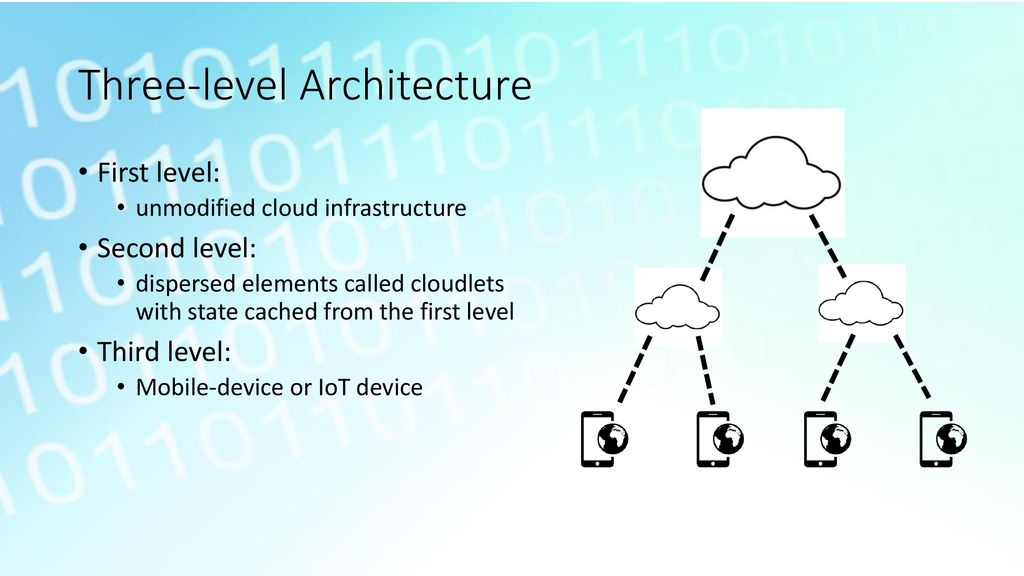 Three-level Architecture
• First level:
• unmodified cloud infrastructure
• Second level:
• dispersed elements called cloudlets
with state cached from the first level
• Third level:
• Mobile-device or IoT device